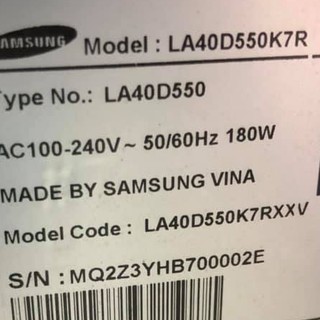 SAMSUNG Model : LA40D550K7R
Type No.: LA40D550
AC100-240V~ 50/60Hz 180W
MADE BY SAMSUNG VINA
Model Code : LA40D550K7RXXV
S/N : MQ2Z3YHB700002E